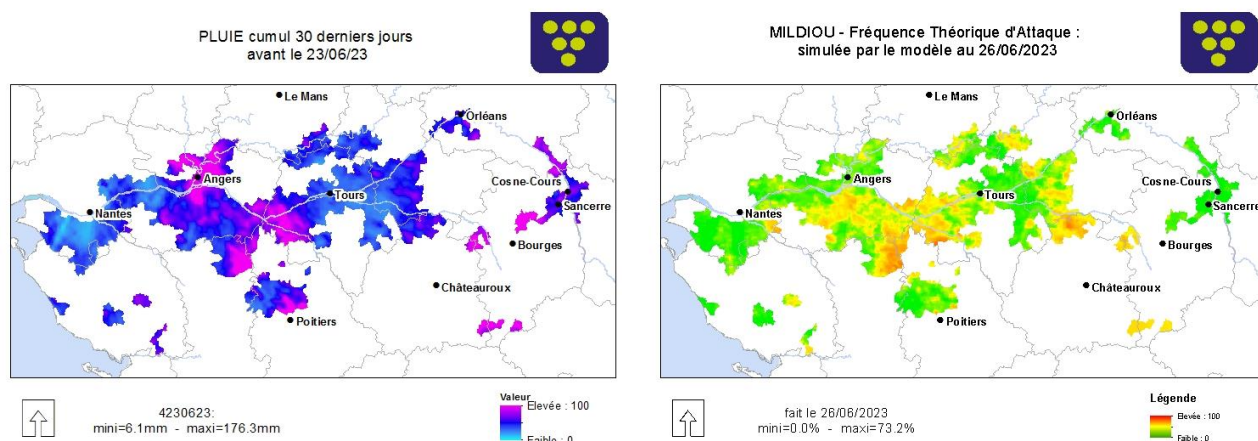 PLUIE cumul 30 derniers jours
avant le 23/06/23
Le Mans
Orléans
Angers
Cosne-Cours
Tours
Sancerre
Nantes
Bourges
Châteauroux
Poitiers
4230623:
mini=6.1mm - maxi=176.3mm
Valeur
Elevée : 100
Faible : 0
MILDIOU - Fréquence Théorique d'Attaque :
simulée par le modèle au 26/06/2023
Le Mans
Orléans
Angers
Cosne-Cours
Tours
Sancerre
Nantes
Bourges
Châteauroux
Poitiers
fait le 26/06/2023
mini=0.0% - maxi=73.2%
Légende
Elevée : 100
Faible : 0